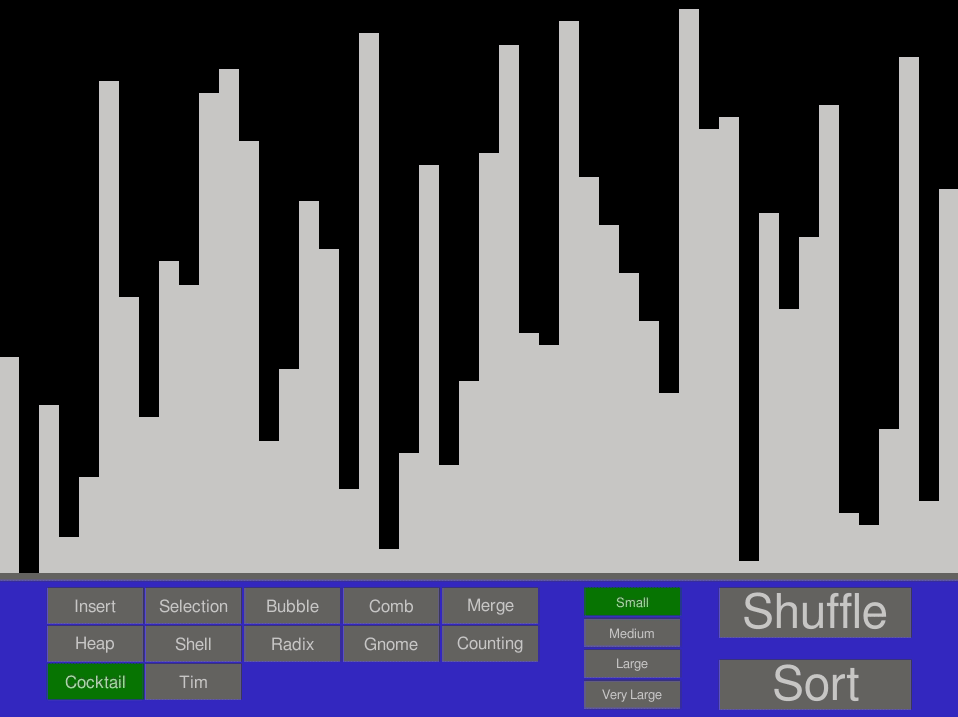 Insert Selection Bubble Comb Merge
Heap Shell Radix Gnome Counting
Cocktail Tim
Small
Medium
Large
Very Large
Shuffle
Sort